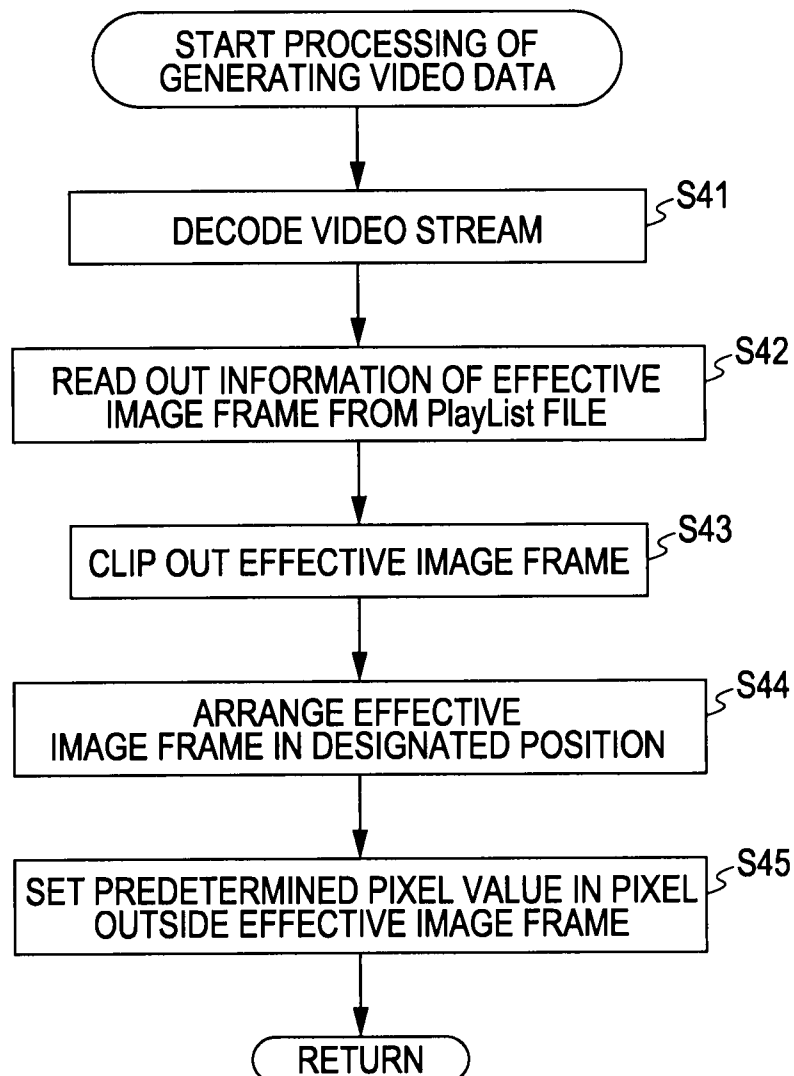 START PROCESSING OF
GENERATING VIDEO DATA
S41
DECODE VIDEO STREAM
S42
READ OUT INFORMATION OF EFFECTIVE
IMAGE FRAME FROM PlayList FILE
S43
CLIP OUT EFFECTIVE IMAGE FRAME
S44
ARRANGE EFFECTIVE
IMAGE FRAME IN DESIGNATED POSITION
S45
SET PREDETERMINED PIXEL VALUE IN PIXEL
OUTSIDE EFFECTIVE IMAGE FRAME
RETURN